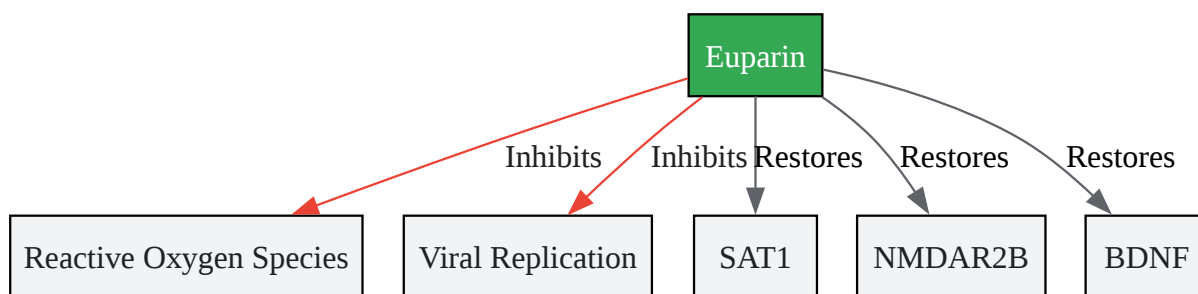 Euparin
Inhibits
Inhibits
Restores
Restores
Restores
Reactive Oxygen Species
Viral Replication
SAT1
NMDAR2B
BDNF